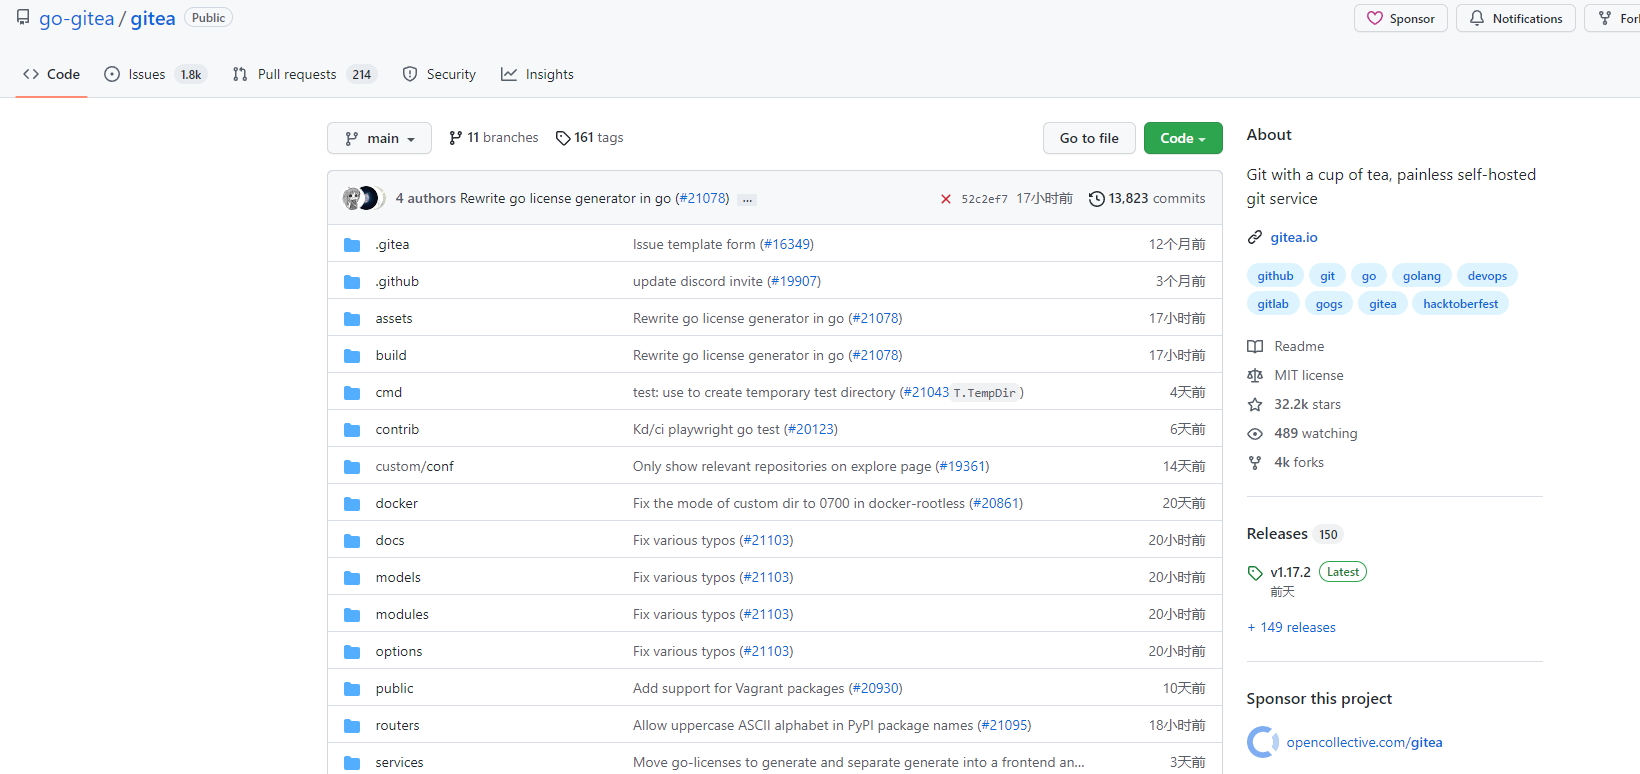 go-gitea / gitea Public
Sponsor Notifications For
Code Issues 1.8k Pull requests 214 Security Insights
main 11 branches 161 tags Go to file Code
4 authors Rewrite go license generator in go (#21078) ... 52c2ef7 17小时前 13,823 commits
.gitea Issue template form (#16349) 12个月前
.github update discord invite (#19907) 3个月前
assets Rewrite go license generator in go (#21078) 17小时前
build Rewrite go license generator in go (#21078) 17小时前
cmd test: use to create temporary test directory (#21043 T.TempDir ) 4天前
contrib Kd/ci playwright go test (#20123) 6天前
custom/conf Only show relevant repositories on explore page (#19361) 14天前
docker Fix the mode of custom dir to 0700 in docker-rootless (#20861) 20天前
docs Fix various typos (#21103) 20小时前
models Fix various typos (#21103) 20小时前
modules Fix various typos (#21103) 20小时前
options Fix various typos (#21103) 20小时前
public Add support for Vagrant packages (#20930) 10天前
routers Allow uppercase ASCII alphabet in PyPI package names (#21095) 18小时前
services Move go-licenses to generate and separate generate into a frontend an... 3天前
About
Git with a cup of tea, painless self-hosted
git service
gitea.io
github git go golang devops
gitlab gogs gitea hacktoberfest
Readme
MIT license
32.2k stars
489 watching
4k forks
Releases 150
v1.17.2 Latest
前天
+ 149 releases
Sponsor this project
opencollective.com/gitea